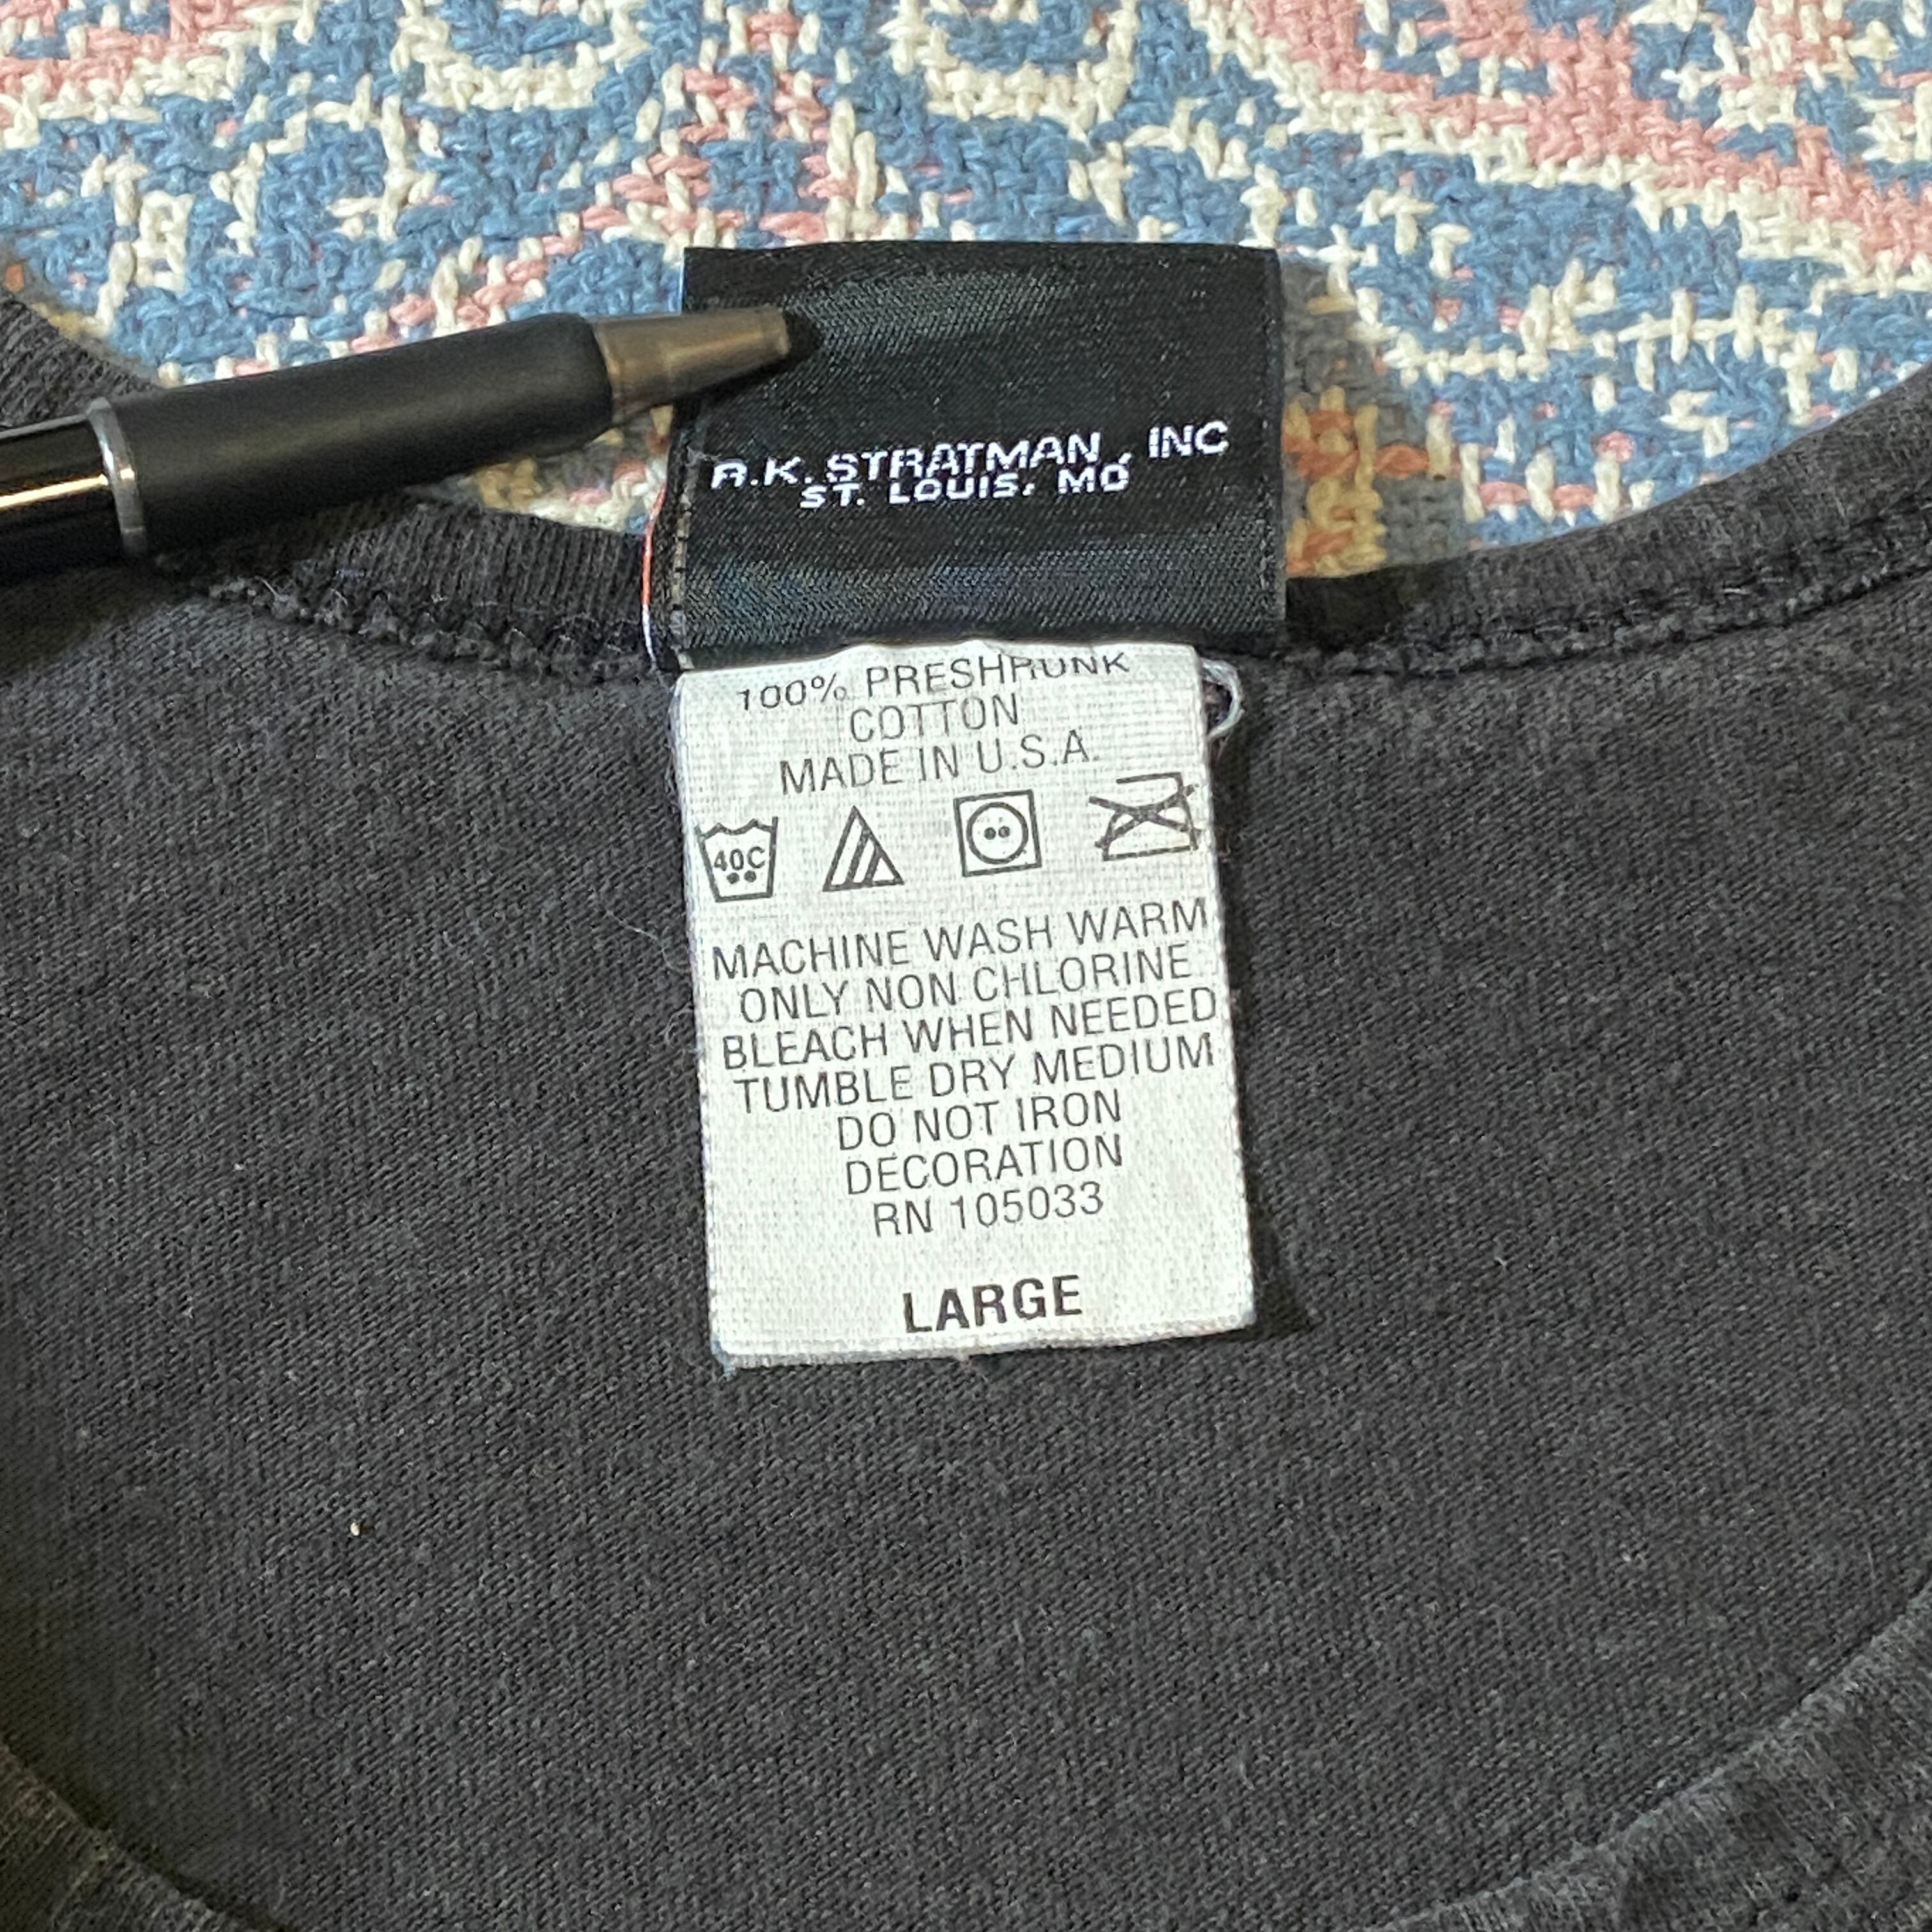 R.K. STRATMAN, INC
ST. LOUIS, MO
100% PRESHRUNK
COTTON
MADE IN U.S.A.
40C
MACHINE WASH WARM
ONLY NON CHLORINE
BLEACH WHEN NEEDED
TUMBLE DRY MEDIUM
DO NOT IRON
DECORATION
RN 105033
LARGE